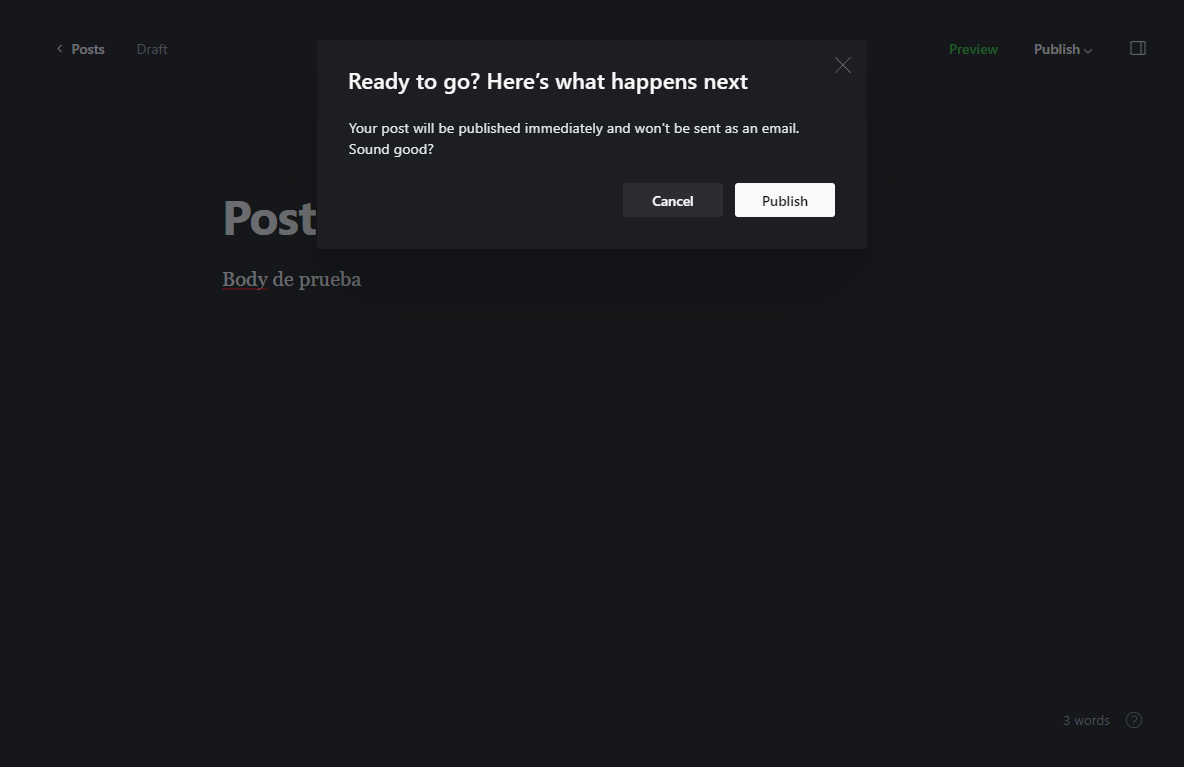 Posts
Draft
Preview
Publish
Ready to go? Here’s what happens next
Your post will be published immediately and won't be sent as an email.
Sound good?
Cancel
Publish
Post
Body de prueba
3 words
?